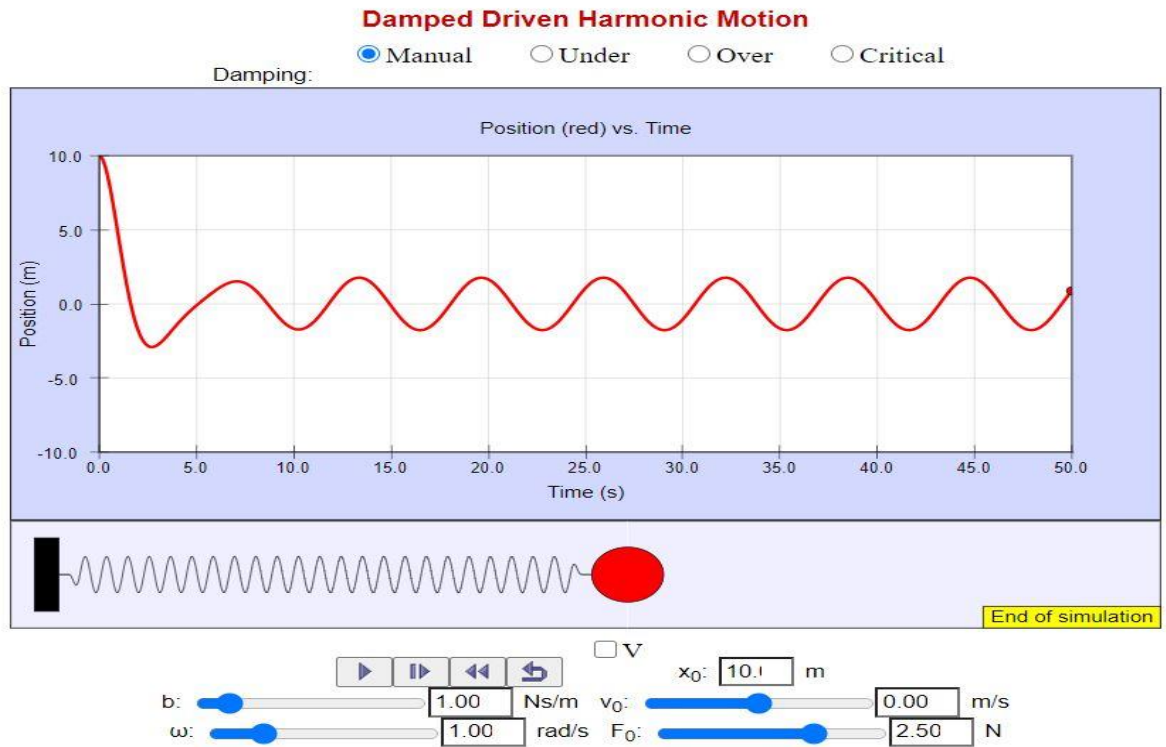 Damped Driven Harmonic Motion
Damping: Manual Under Over Critical
Position (red) vs. Time
Position (m)
10.0
5.0
0.0
-5.0
-10.0
0.0 5.0 10.0 15.0 20.0 25.0 30.0 35.0 40.0 45.0 50.0
Time (s)
End of simulation
V
x0: 10.( m
b: 1.00 Ns/m v0: 0.00 m/s
ω: 1.00 rad/s F0: 2.50 N